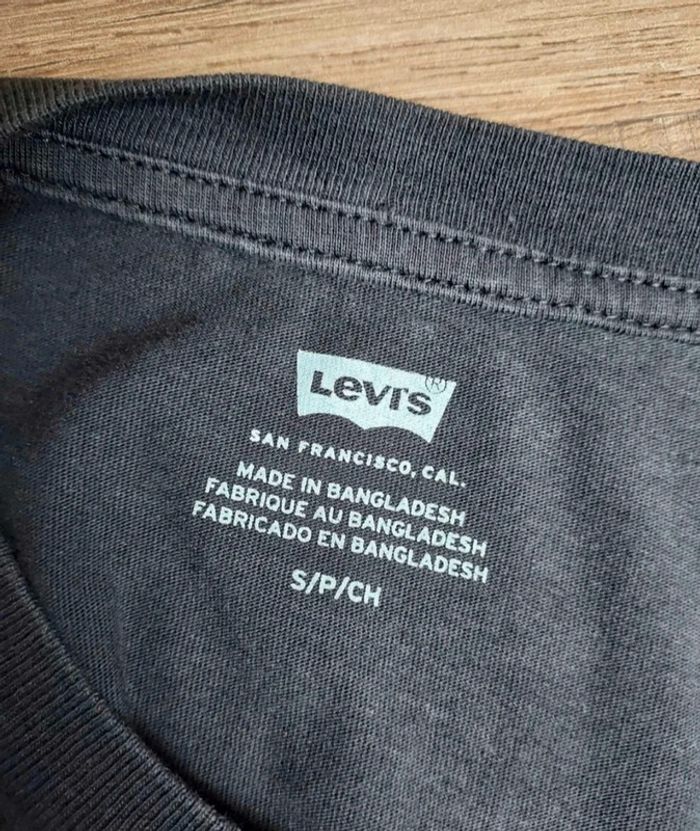 Levi's®
SAN FRANCISCO, CAL.
MADE IN BANGLADESH
FABRIQUE AU BANGLADESH
FABRICADO EN BANGLADESH
S/P/CH